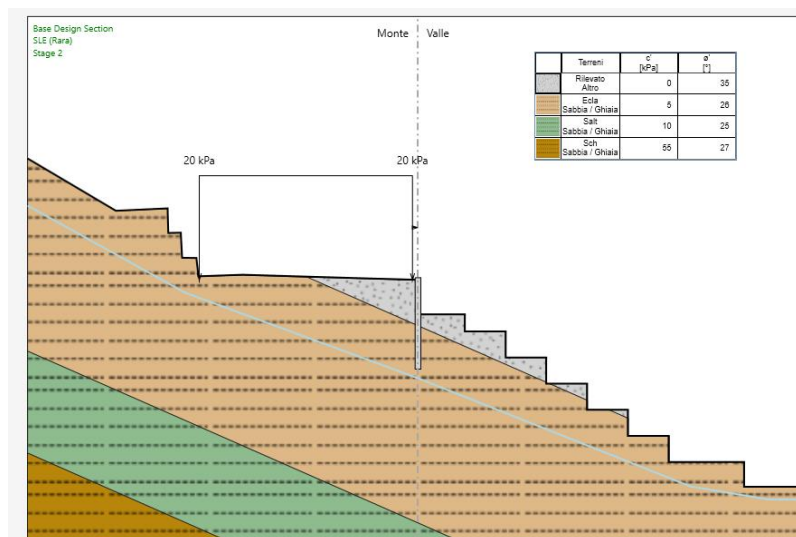 Base Design Section
SLE (Rara)
Stage 2
Monte
Valle
Terreni c' [kPa] ø' [°]
Rilevato Altro 0 35
Ecla Sabbia / Ghiaia 5 26
Salt Sabbia / Ghiaia 10 25
Sch Sabbia / Ghiaia 55 27
20 kPa
20 kPa